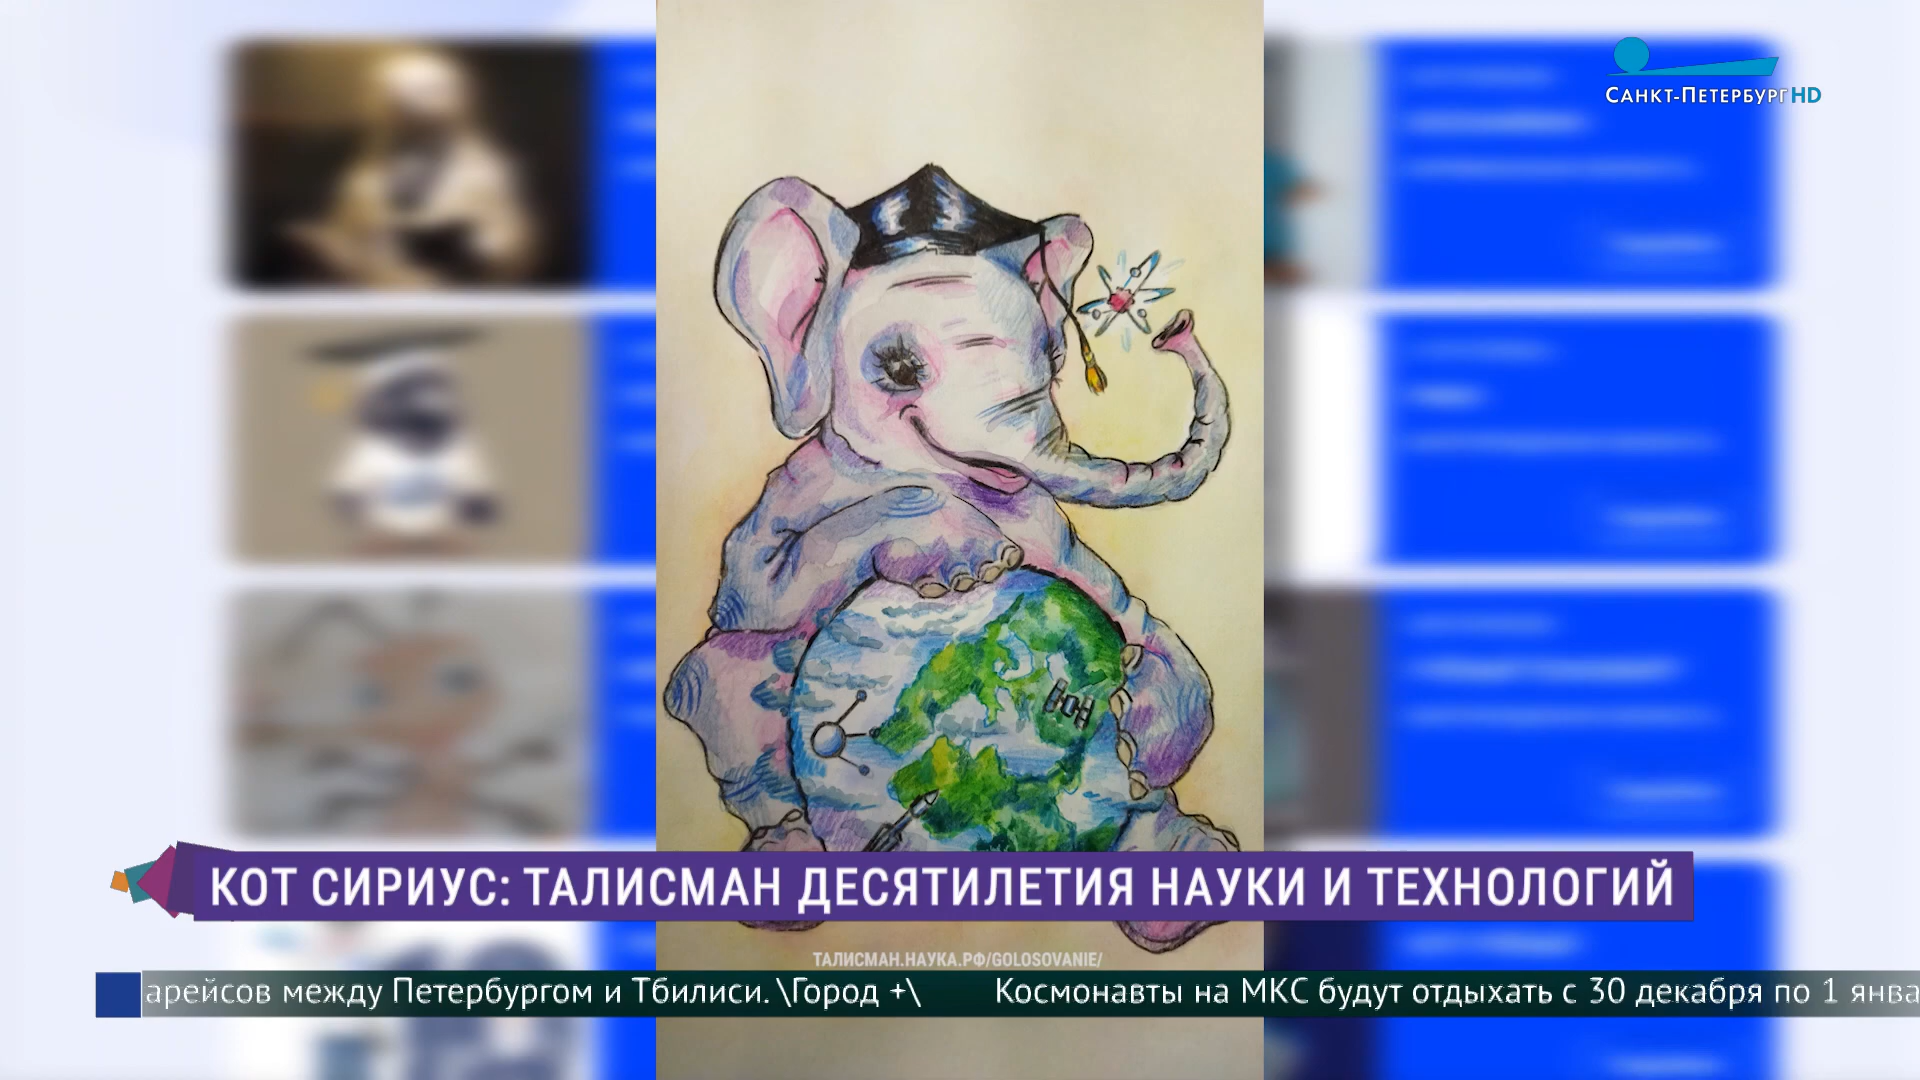 САНКТ-ПЕТЕРБУРГ HD
КОТ СИРИУС: ТАЛИСМАН ДЕСЯТИЛЕТИЯ НАУКИ И ТЕХНОЛОГИЙ
ТАЛИСМАН.НАУКА.РФ/GOLOSOVANIE/
арейсов между Петербургом и Тбилиси. \Город +\ Космонавты на МКС будут отдыхать с 30 декабря по 1 янва